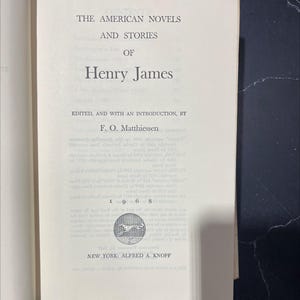 THE AMERICAN NOVELS
AND STORIES
OF
Henry James
EDITED, AND WITH AN INTRODUCTION, BY
F. O. Matthiessen
1 9 6 8
NEW YORK: ALFRED A. KNOPF